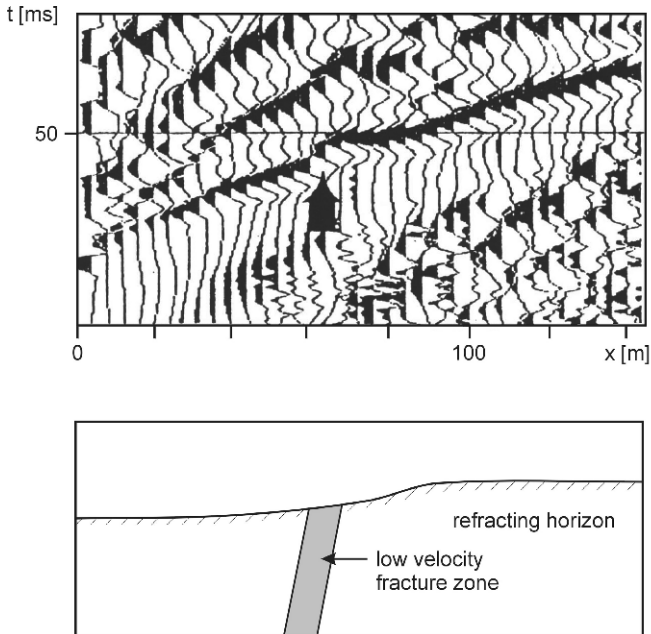 t [ms]
50
0
100
x [m]
refracting horizon
low velocity
fracture zone